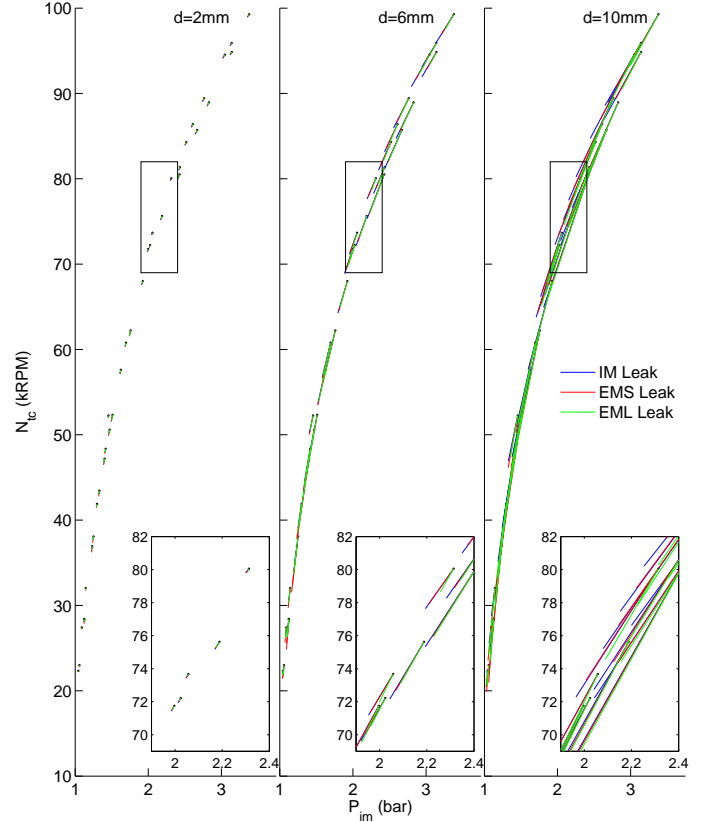 d=2mm d=6mm d=10mm
100
90
80
70
60
50
40
30
20
10
N_tc (kRPM)
IM Leak
EMS Leak
EML Leak
82 82 82
80 80 80
78 78 78
76 76 76
74 74 74
72 72 72
70 70 70
2 2.2 2.4 2 2.2 2.4 2 2.2 2.4
1 2 3 1 2 3 1 2 3
P_im (bar)